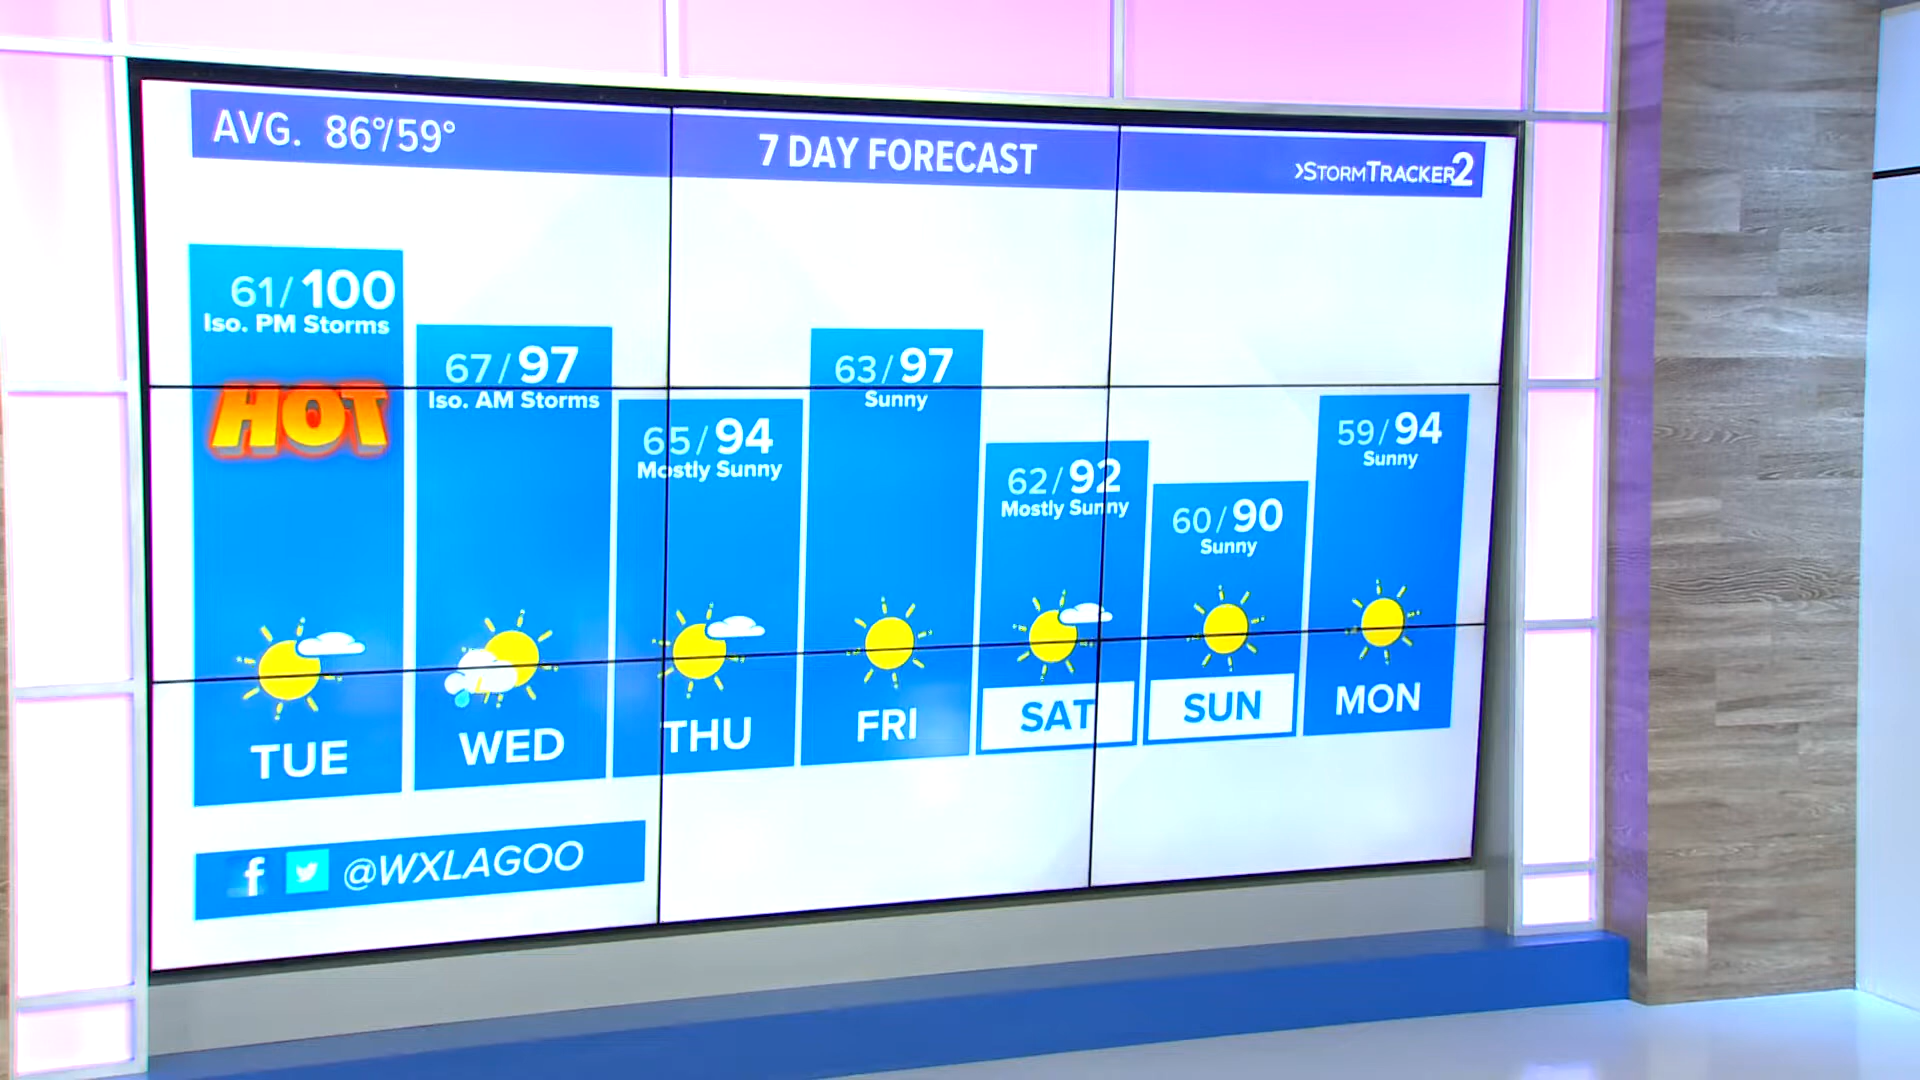 AVG. 86°/59°
7 DAY FORECAST
>STORMTRACKER2
61/100
Iso. PM Storms
HOT
TUE
67/97
Iso. AM Storms
WED
65/94
Mostly Sunny
THU
63/97
Sunny
FRI
62/92
Mostly Sunny
SAT
60/90
Sunny
SUN
59/94
Sunny
MON
f @WXLAGOO